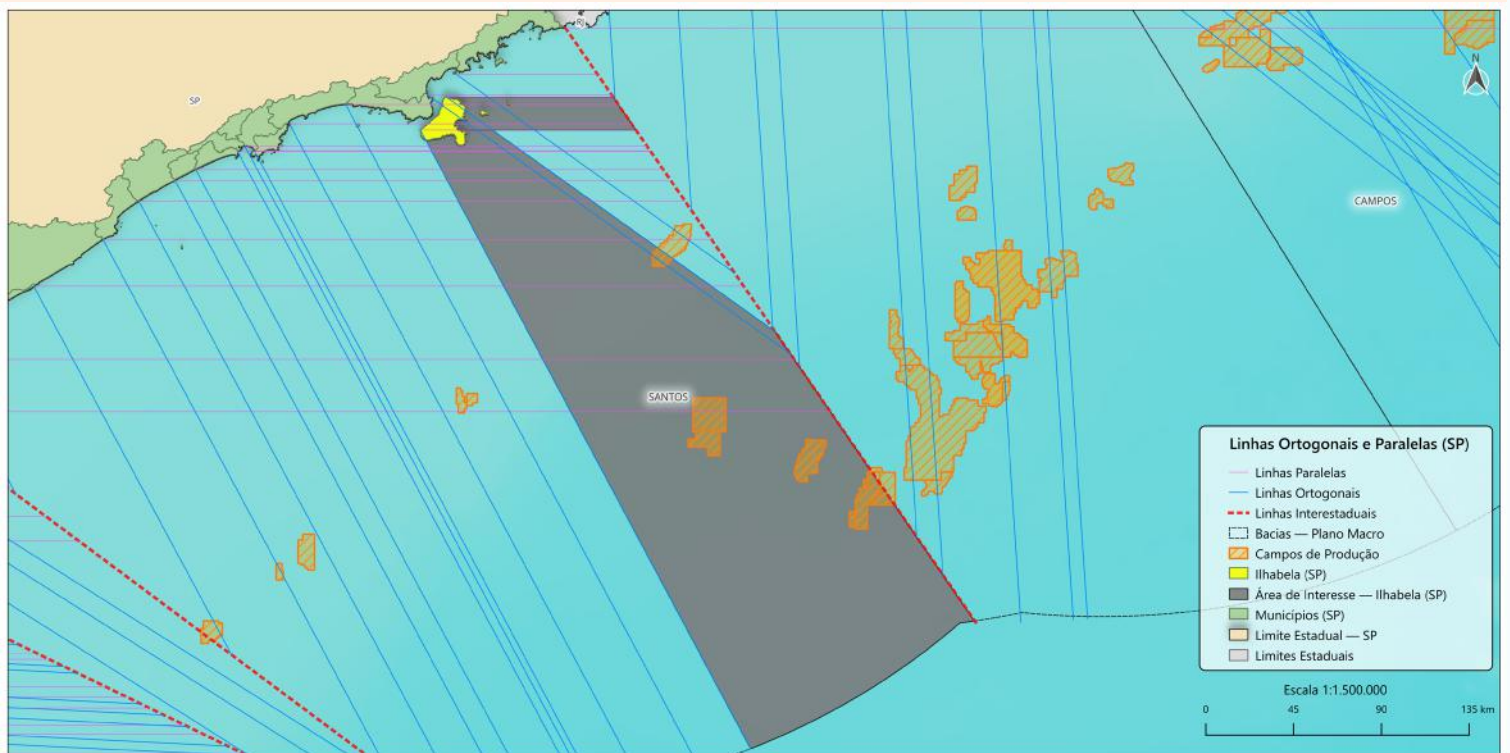 RJ
SP
N
CAMPOS
SANTOS
Linhas Ortogonais e Paralelas (SP)
Linhas Paralelas
Linhas Ortogonais
Linhas Interestaduais
Bacias — Plano Macro
Campos de Produção
Ilhabela (SP)
Área de Interesse — Ilhabela (SP)
Municípios (SP)
Limite Estadual — SP
Limites Estaduais
Escala 1:1.500.000
0 45 90 135 km